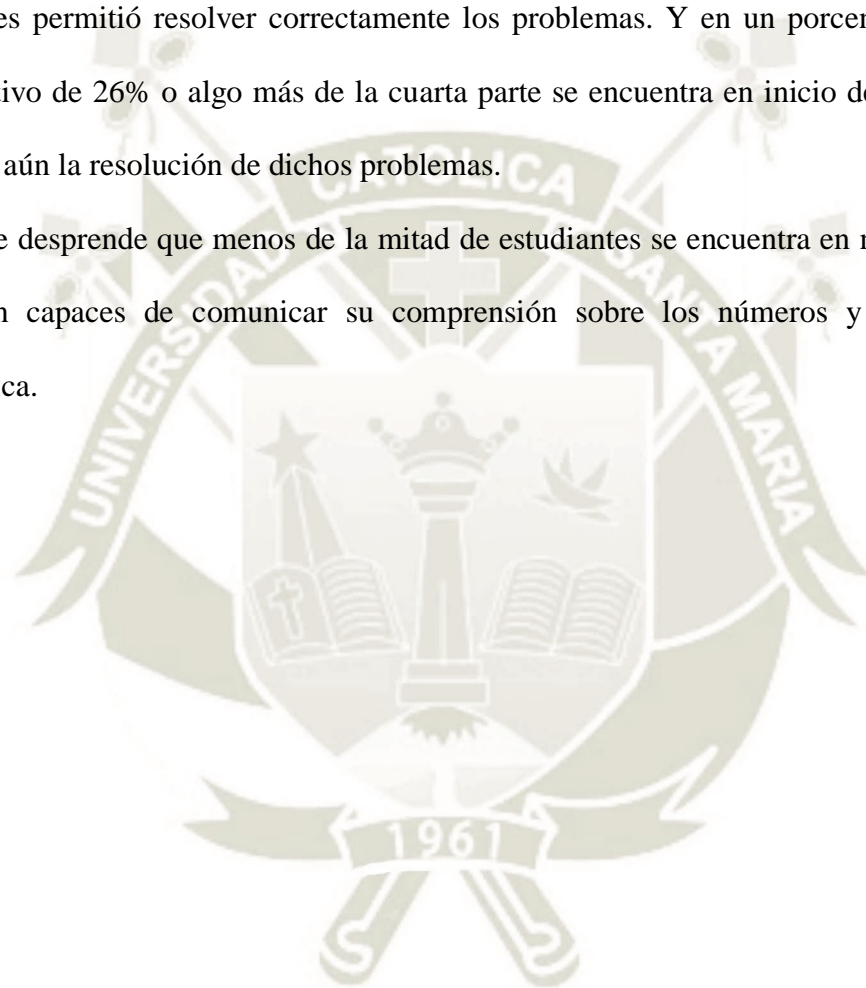 es permitió resolver correctamente los problemas. Y en un porcen
tivo de 26% o algo más de la cuarta parte se encuentra en inicio de
aún la resolución de dichos problemas.
e desprende que menos de la mitad de estudiantes se encuentra en n
n capaces de comunicar su comprensión sobre los números y
ca.
UNIVERSIDAD CATOLICA SANTA MARIA
1961